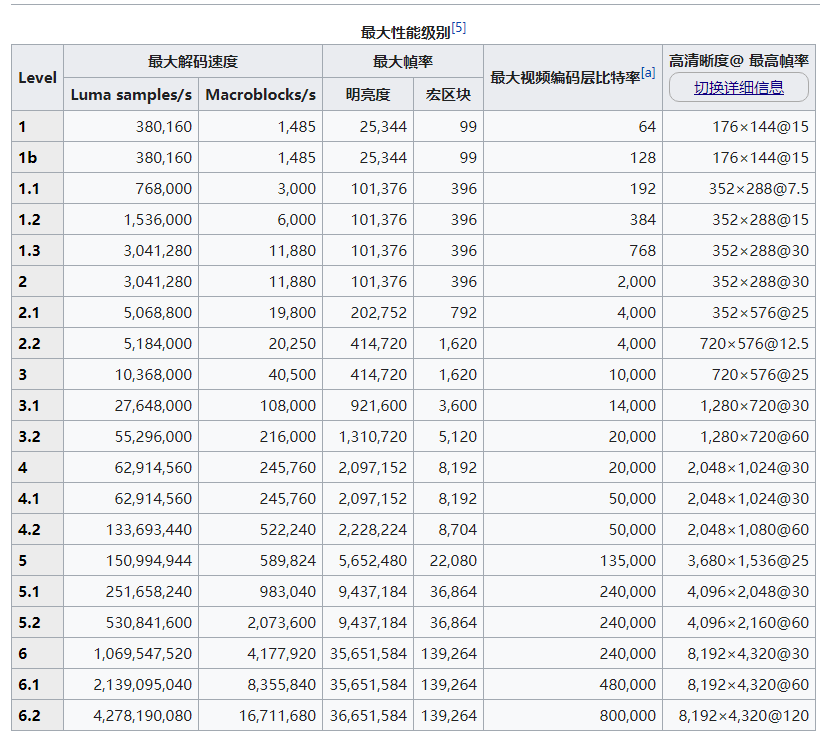 最大性能级别[5]
Level 最大解码速度 最大幀率 最大视频编码层比特率[a] 高清晰度@ 最高幀率
切换详细信息
Luma samples/s Macroblocks/s 明亮度 宏区块
1 380,160 1,485 25,344 99 64 176×144@15
1b 380,160 1,485 25,344 99 128 176×144@15
1.1 768,000 3,000 101,376 396 192 352×288@7.5
1.2 1,536,000 6,000 101,376 396 384 352×288@15
1.3 3,041,280 11,880 101,376 396 768 352×288@30
2 3,041,280 11,880 101,376 396 2,000 352×288@30
2.1 5,068,800 19,800 202,752 792 4,000 352×576@25
2.2 5,184,000 20,250 414,720 1,620 4,000 720×576@12.5
3 10,368,000 40,500 414,720 1,620 10,000 720×576@25
3.1 27,648,000 108,000 921,600 3,600 14,000 1,280×720@30
3.2 55,296,000 216,000 1,310,720 5,120 20,000 1,280×720@60
4 62,914,560 245,760 2,097,152 8,192 20,000 2,048×1,024@30
4.1 62,914,560 245,760 2,097,152 8,192 50,000 2,048×1,024@30
4.2 133,693,440 522,240 2,228,224 8,704 50,000 2,048×1,080@60
5 150,994,944 589,824 5,652,480 22,080 135,000 3,680×1,536@25
5.1 251,658,240 983,040 9,437,184 36,864 240,000 4,096×2,048@30
5.2 530,841,600 2,073,600 9,437,184 36,864 240,000 4,096×2,160@60
6 1,069,547,520 4,177,920 35,651,584 139,264 240,000 8,192×4,320@30
6.1 2,139,095,040 8,355,840 35,651,584 139,264 480,000 8,192×4,320@60
6.2 4,278,190,080 16,711,680 36,651,584 139,264 800,000 8,192×4,320@120